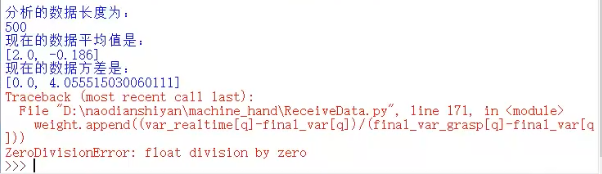 分析的数据长度为：
500
现在的数据平均值是：
[2.0, -0.186]
现在的数据方差是：
[0.0, 4.055515030060111]
Traceback (most recent call last):
  File "D:\naodianshiyan\machine_hand\ReceiveData.py", line 171, in <module>
    weight.append((var_realtime[q]-final_var[q])/(final_var_grasp[q]-final_var[q
]))
ZeroDivisionError: float division by zero
>>>